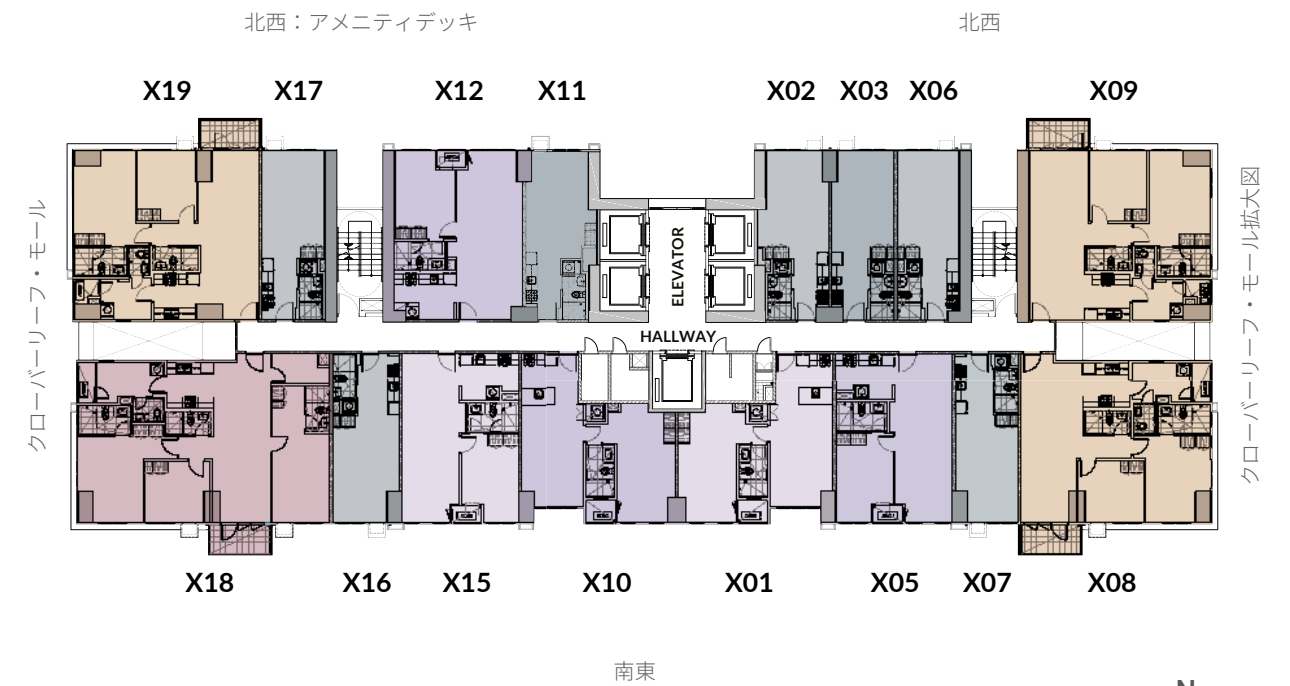 北西：アメニティデッキ
北西
X19
X17
X12
X11
X02
X03
X06
X09
クローバーリーフ・モール
ELEVATOR
HALLWAY
クローバーリーフ・モール拡大図
X18
X16
X15
X10
X01
X05
X07
X08
南東
N